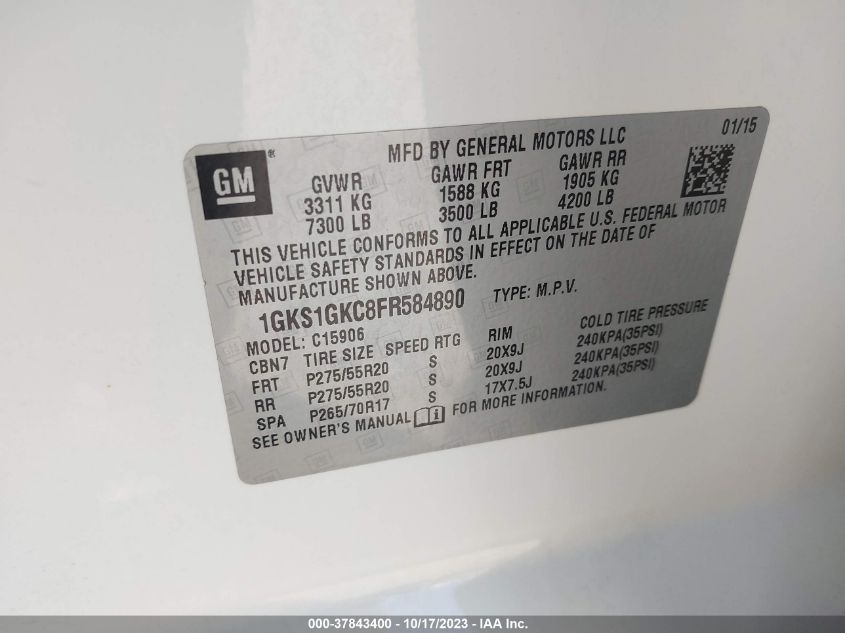 GM®
MFD BY GENERAL MOTORS LLC
01/15
GVWR GAWR FRT GAWR RR
3311 KG 1588 KG 1905 KG
7300 LB 3500 LB 4200 LB
THIS VEHICLE CONFORMS TO ALL APPLICABLE U.S. FEDERAL MOTOR
VEHICLE SAFETY STANDARDS IN EFFECT ON THE DATE OF
MANUFACTURE SHOWN ABOVE.
1GKS1GKC8FR584890 TYPE: M.P.V.
MODEL: C15906
CBN7 TIRE SIZE SPEED RTG RIM COLD TIRE PRESSURE
FRT P275/55R20 S 20X9J 240KPA(35PSI)
RR P275/55R20 S 20X9J 240KPA(35PSI)
SPA P265/70R17 S 17X7.5J 240KPA(35PSI)
SEE OWNER'S MANUAL FOR MORE INFORMATION.
000-37843400 - 10/17/2023 - IAA Inc.